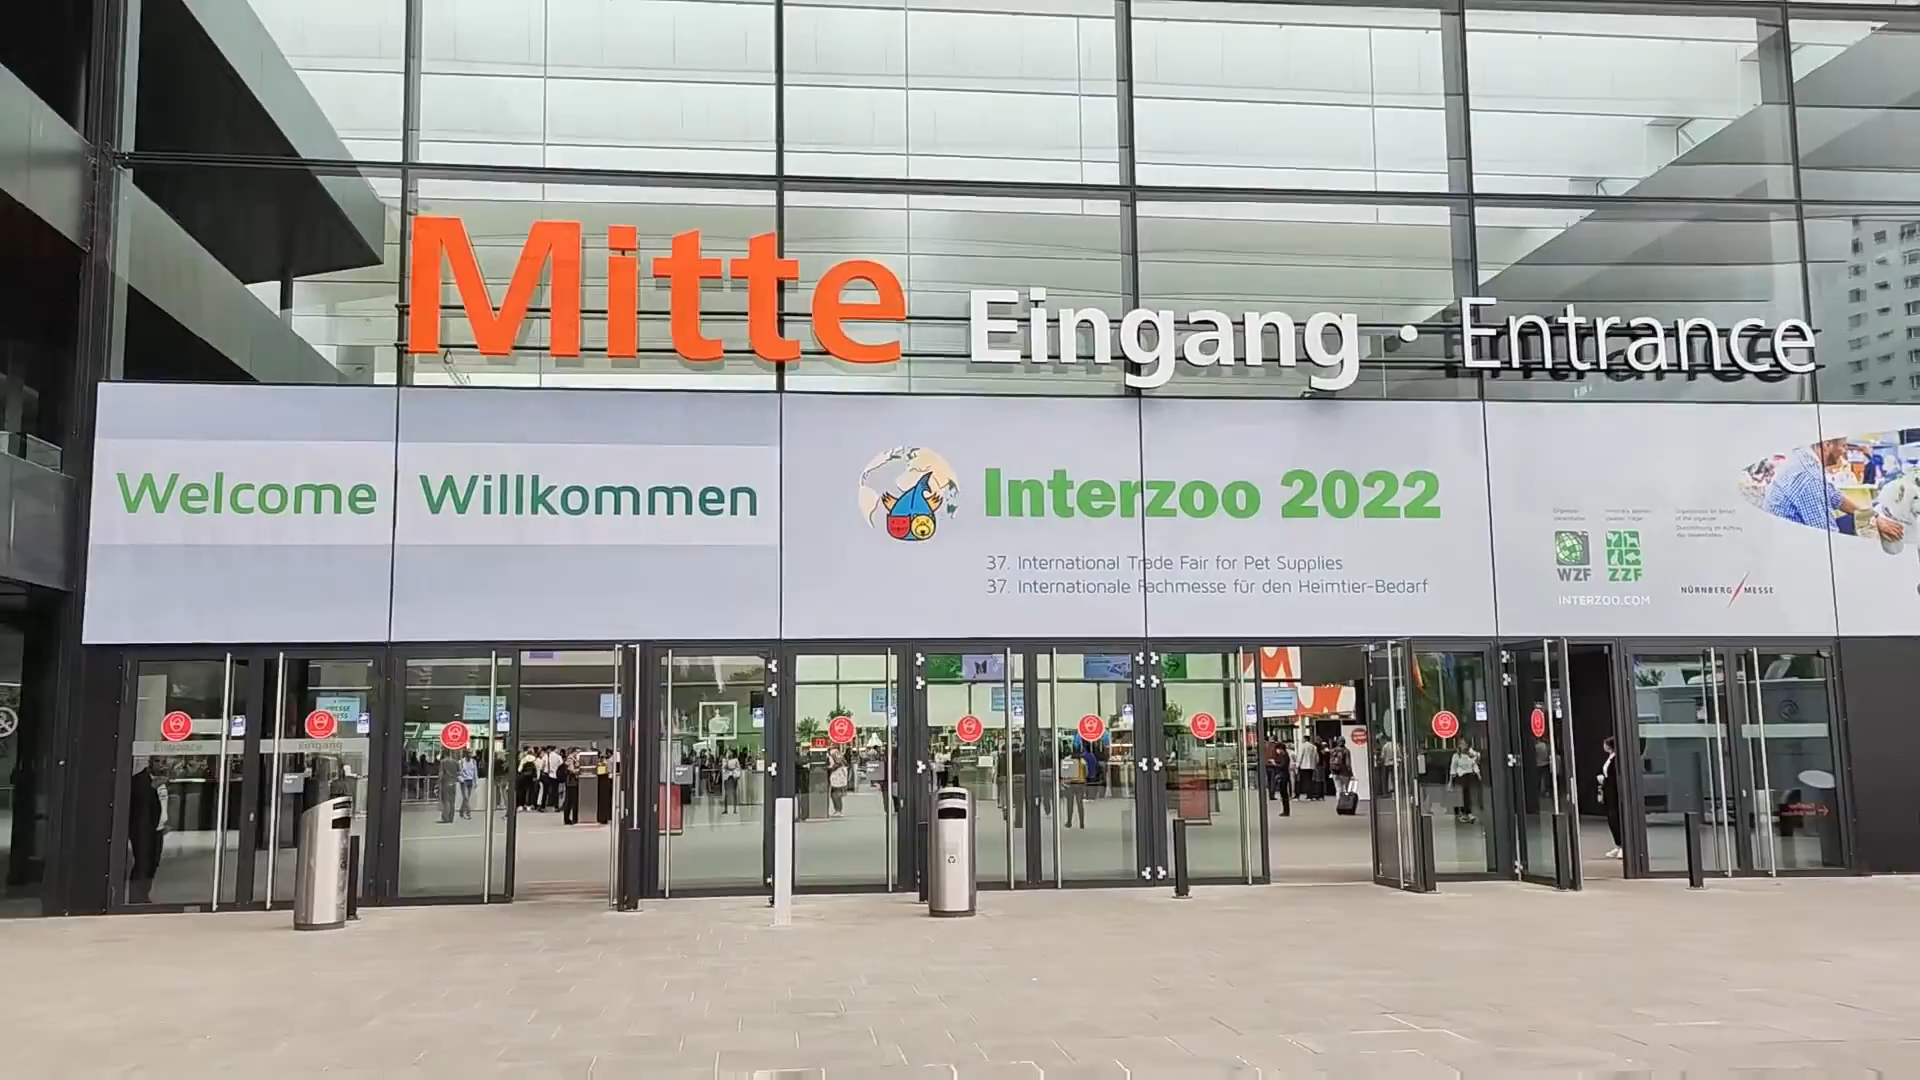 Mitte Eingang · Entrance
Welcome Willkommen
Interzoo 2022
37. International Trade Fair for Pet Supplies
37. Internationale Fachmesse für den Heimtier-Bedarf
WZF ZZF
INTERZOO.COM
NÜRNBERG MESSE
Entrance
Eingang